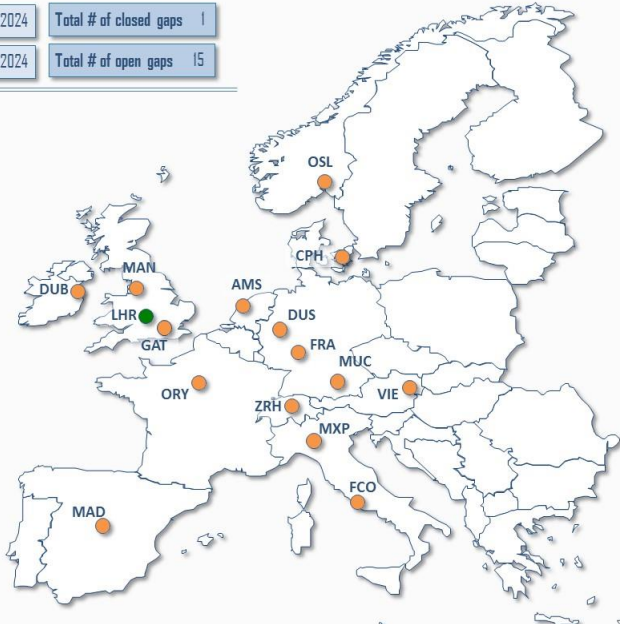 2024 Total # of closed gaps 1
2024 Total # of open gaps 15
OSL
CPH
MAN
DUB
AMS
LHR
DUS
GAT
FRA
MUC
ORY
VIE
ZRH
MXP
FCO
MAD